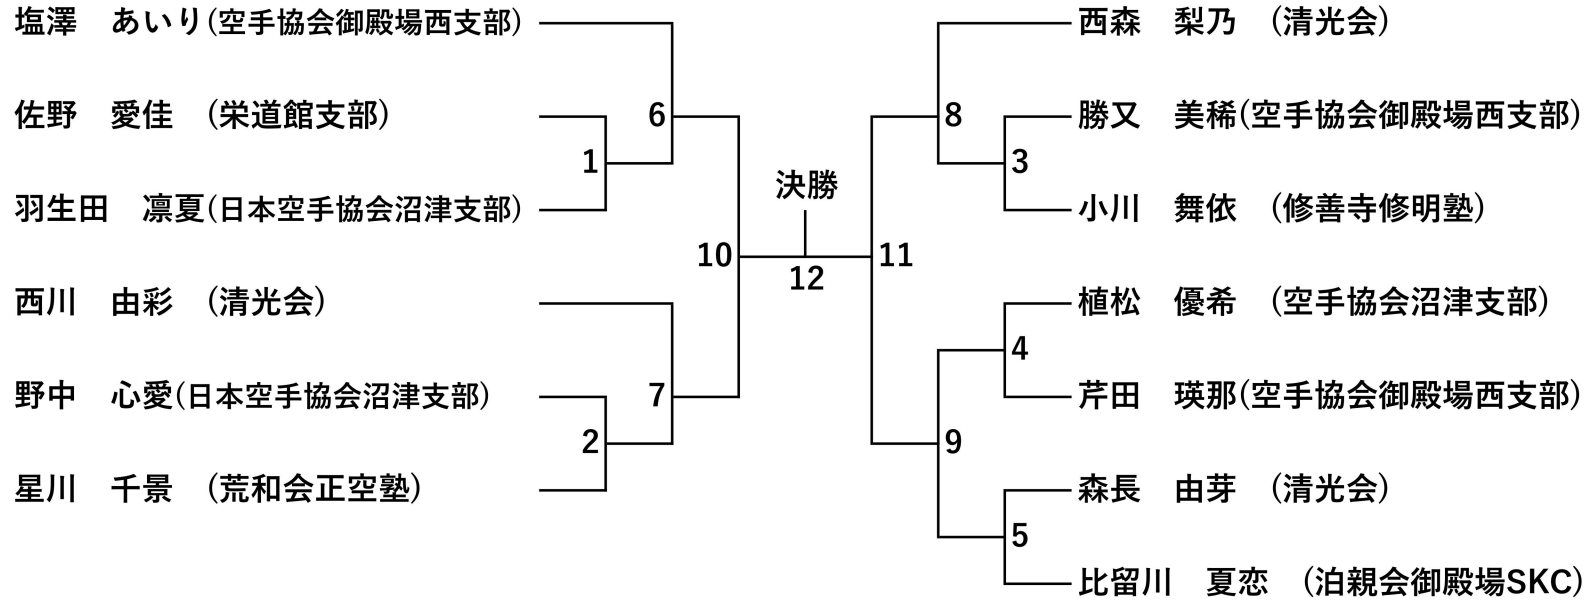 塩澤　あいり(空手協会御殿場西支部)
佐野　愛佳　(栄道館支部)
羽生田　凛夏(日本空手協会沼津支部)
西川　由彩　(清光会)
野中　心愛(日本空手協会沼津支部)
星川　千景　(荒和会正空塾)
6
1
10
7
2
決勝
12
11
8
3
4
9
5
西森　梨乃　(清光会)
勝又　美稀(空手協会御殿場西支部)
小川　舞依　(修善寺修明塾)
植松　優希　(空手協会沼津支部)
芹田　瑛那(空手協会御殿場西支部)
森長　由芽　(清光会)
比留川　夏恋　(泊親会御殿場SKC)